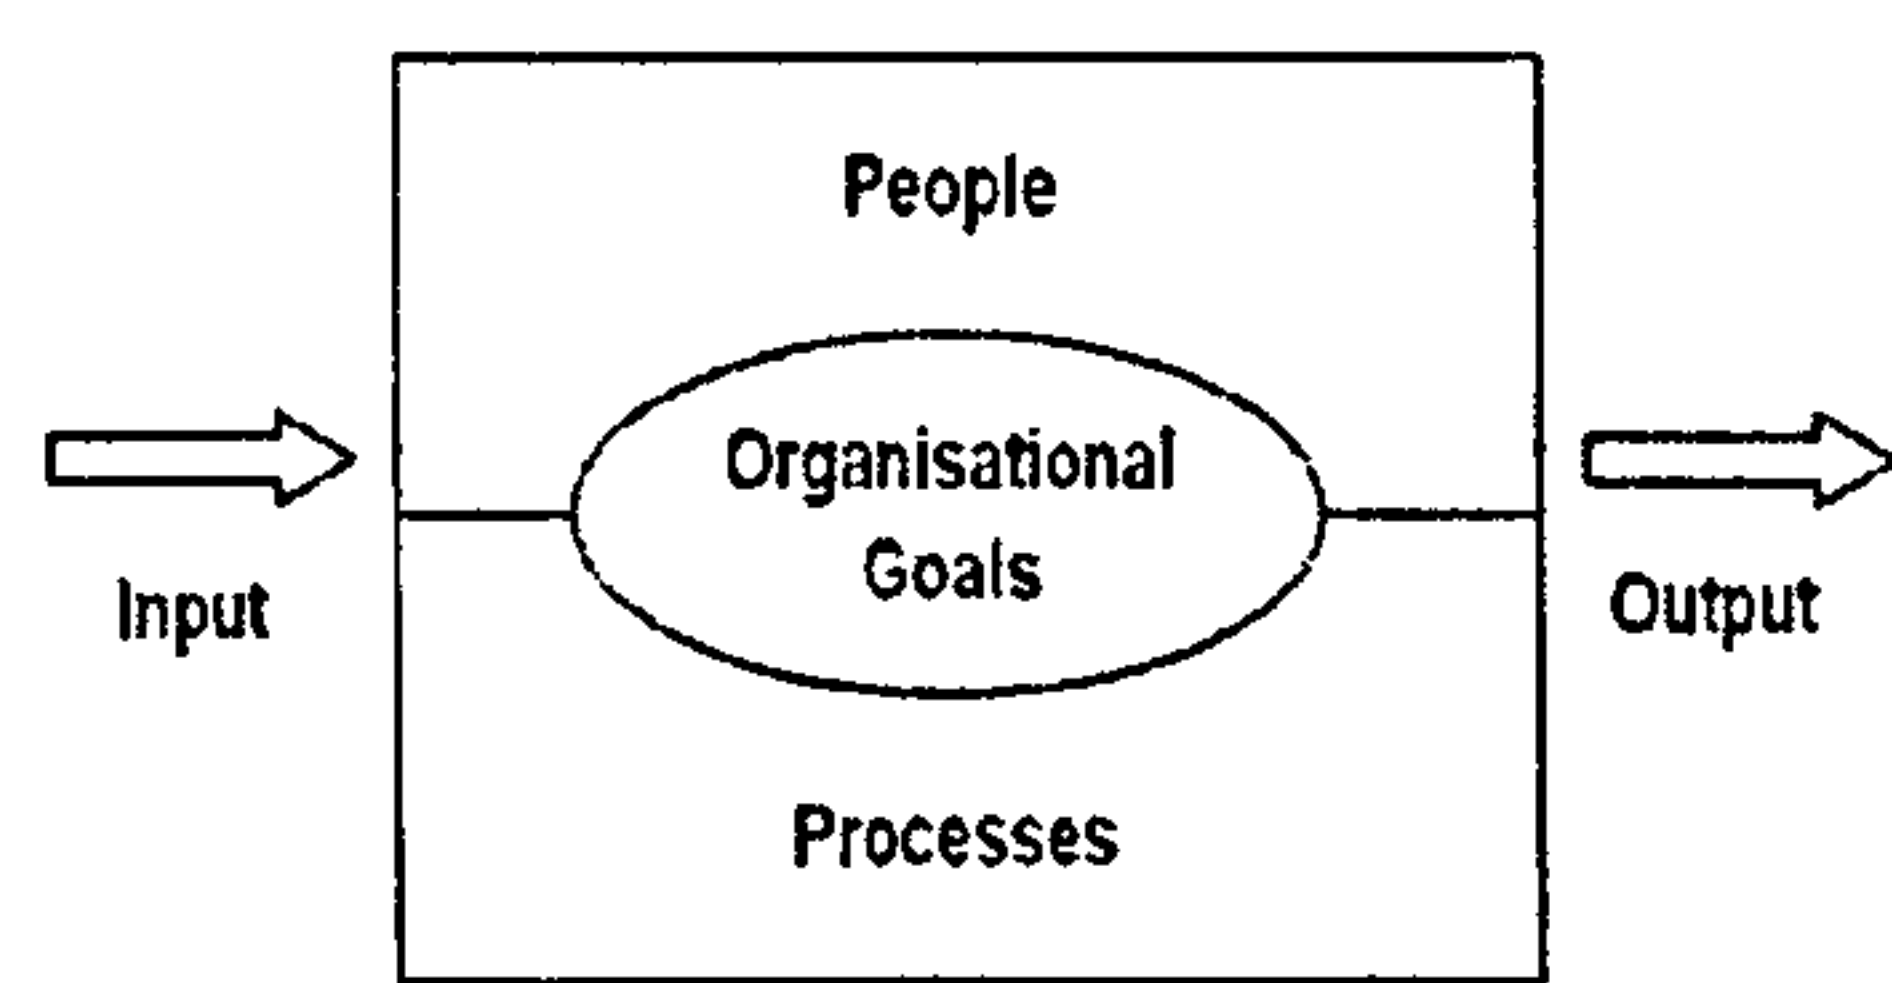 People
Organisational
Goals
Input
Output
Processes